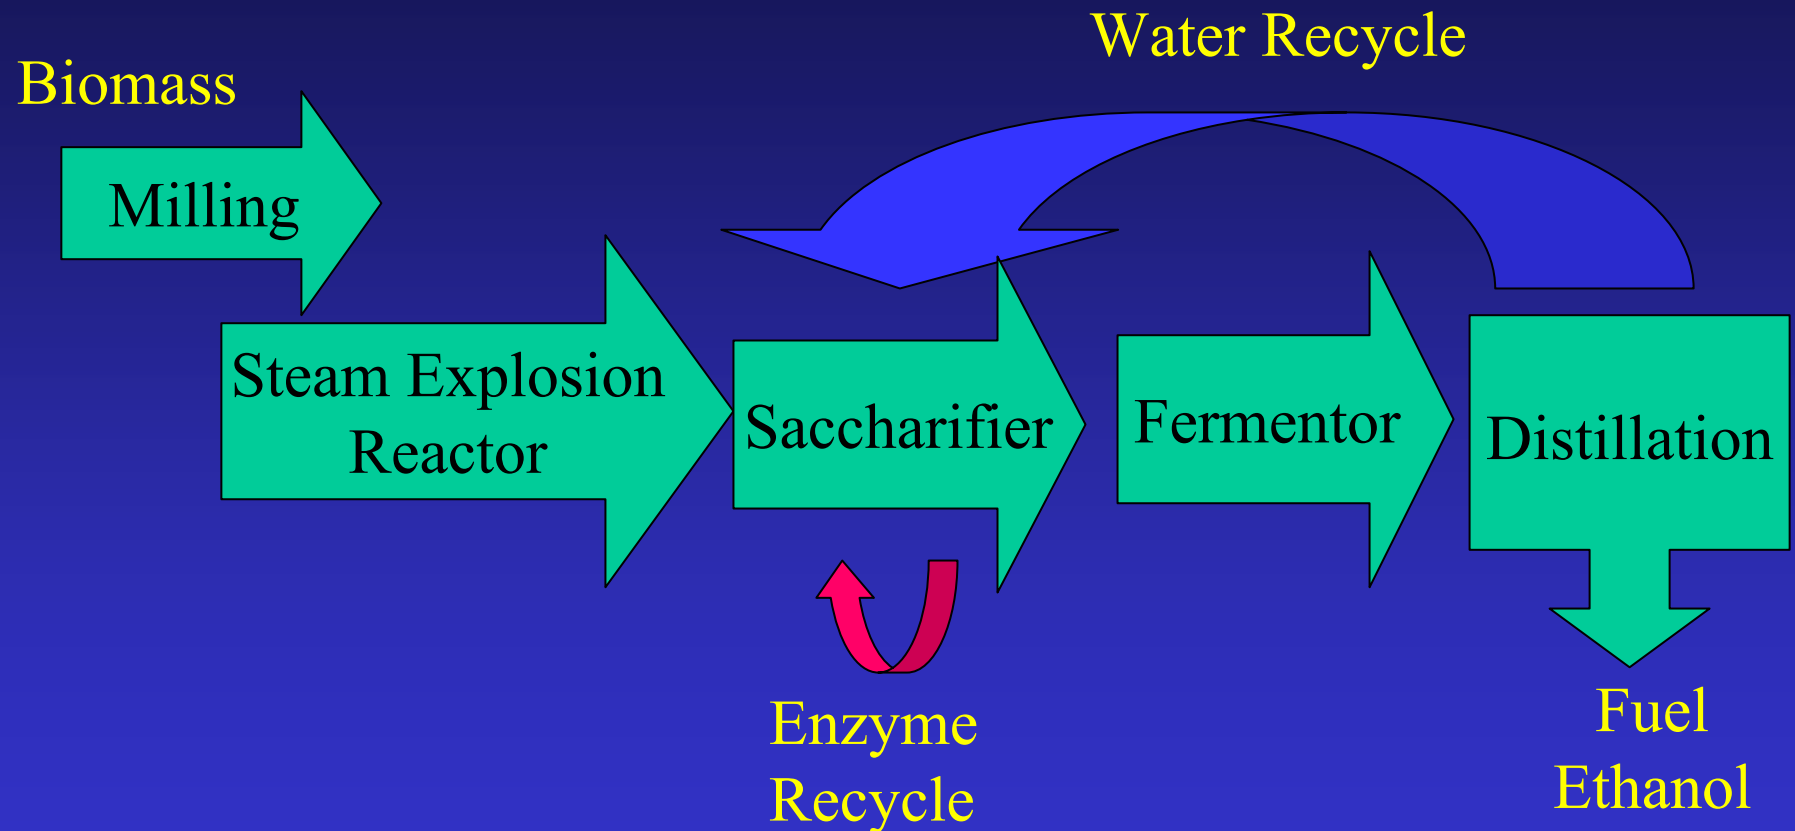 Water Recycle
Biomass
Milling
Steam Explosion
Reactor
Saccharifier
Fermentor
Distillation
Enzyme
Recycle
Fuel
Ethanol